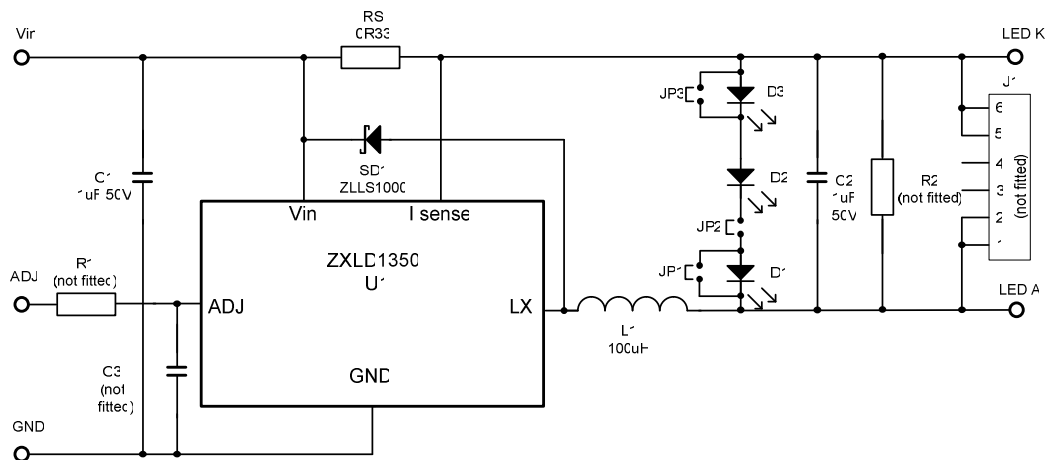 Vin
RS
0R33
LED K
J1
JP3
D3
6
5
4
3
2
1
(not fitted)
SD1
ZLLS1000
C1
1uF 50V
D2
JP2
C2
1uF
50V
R2
(not fitted)
Vin
I sense
ZXLD1350
U1
JP1
D1
ADJ
R1
(not fitted)
ADJ
LX
LED A
L1
100uH
C3
(not
fitted)
GND
GND